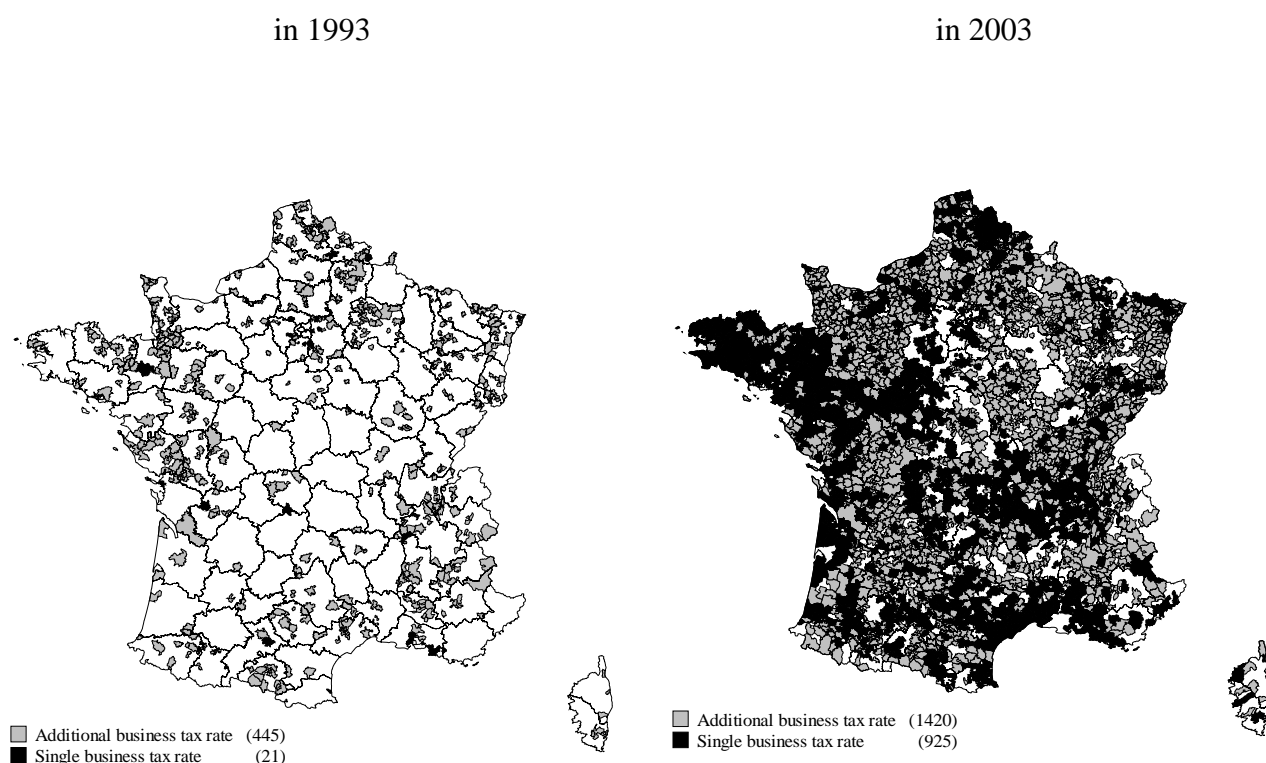 in 1993
in 2003
Additional business tax rate (445)
Single business tax rate (21)
Additional business tax rate (1420)
Single business tax rate (925)